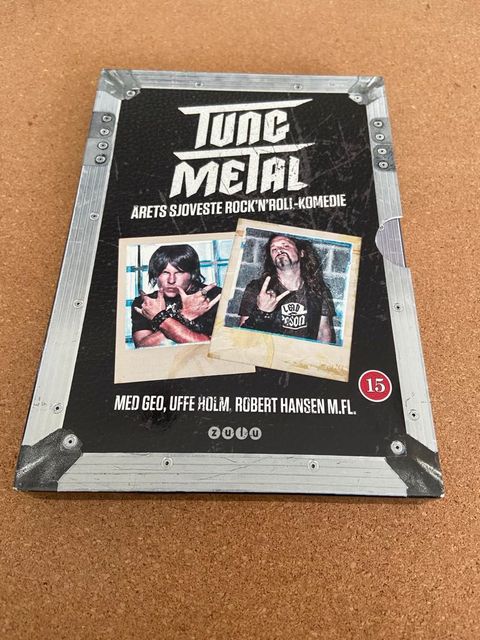 TUNG
METAL
ÅRETS SJOVESTE ROCK'N'ROLL-KOMEDIE
15
MED GEO, UFFE HOLM, ROBERT HANSEN M.FL.
zulu